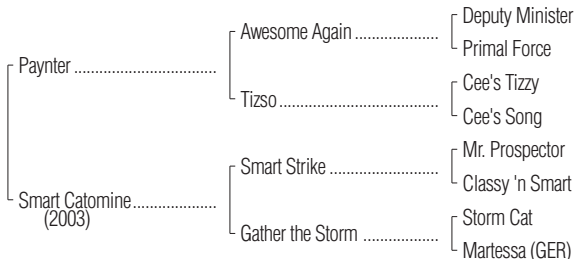 Deputy Minister
Awesome Again ....................
Primal Force
Paynter ..................................
Cee's Tizzy
Tizso ......................................
Cee's Song
Mr. Prospector
Smart Strike ..........................
Classy 'n Smart
Smart Catomine ....................
(2003)
Storm Cat
Gather the Storm ..................
Martessa (GER)